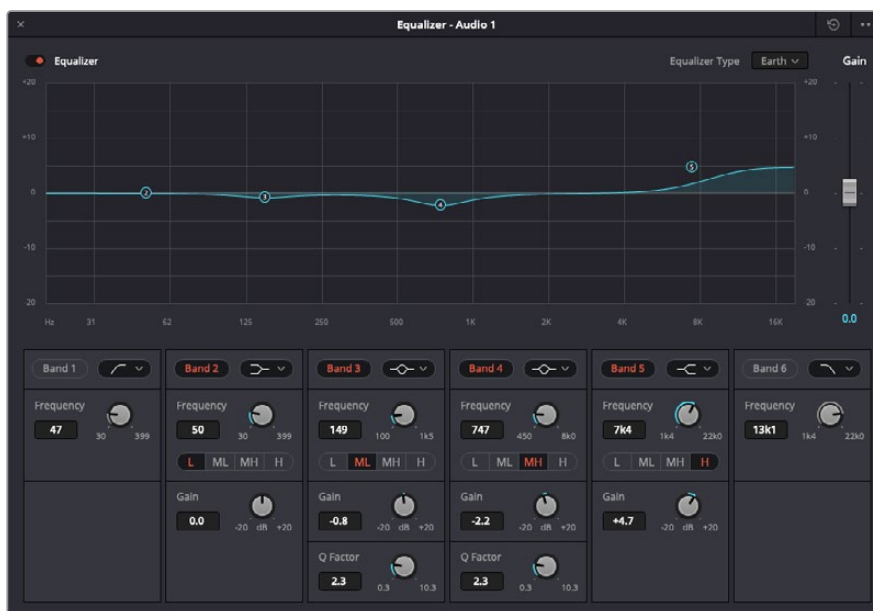 Equalizer - Audio 1
Equalizer
Equalizer Type Earth Gain
+20 +20
+10 +10
0 0
-10 -10
20 20
Hz 31 62 125 250 500 1K 2K 4K 8K 16K
0.0
2
3
4
5
Band 1 Band 2 Band 3 Band 4 Band 5 Band 6
Frequency Frequency Frequency Frequency Frequency Frequency
47 50 149 747 7k4 13k1
30 399 30 399 100 1k5 450 8k0 1k4 22k0 1k4 22k0
L ML MH H L ML MH H L ML MH H L ML MH H
Gain Gain Gain Gain
0.0 -0.8 -2.2 +4.7
-20 dB +20 -20 dB +20 -20 dB +20 -20 dB +20
Q Factor Q Factor
2.3 2.3
0.3 10.3 0.3 10.3